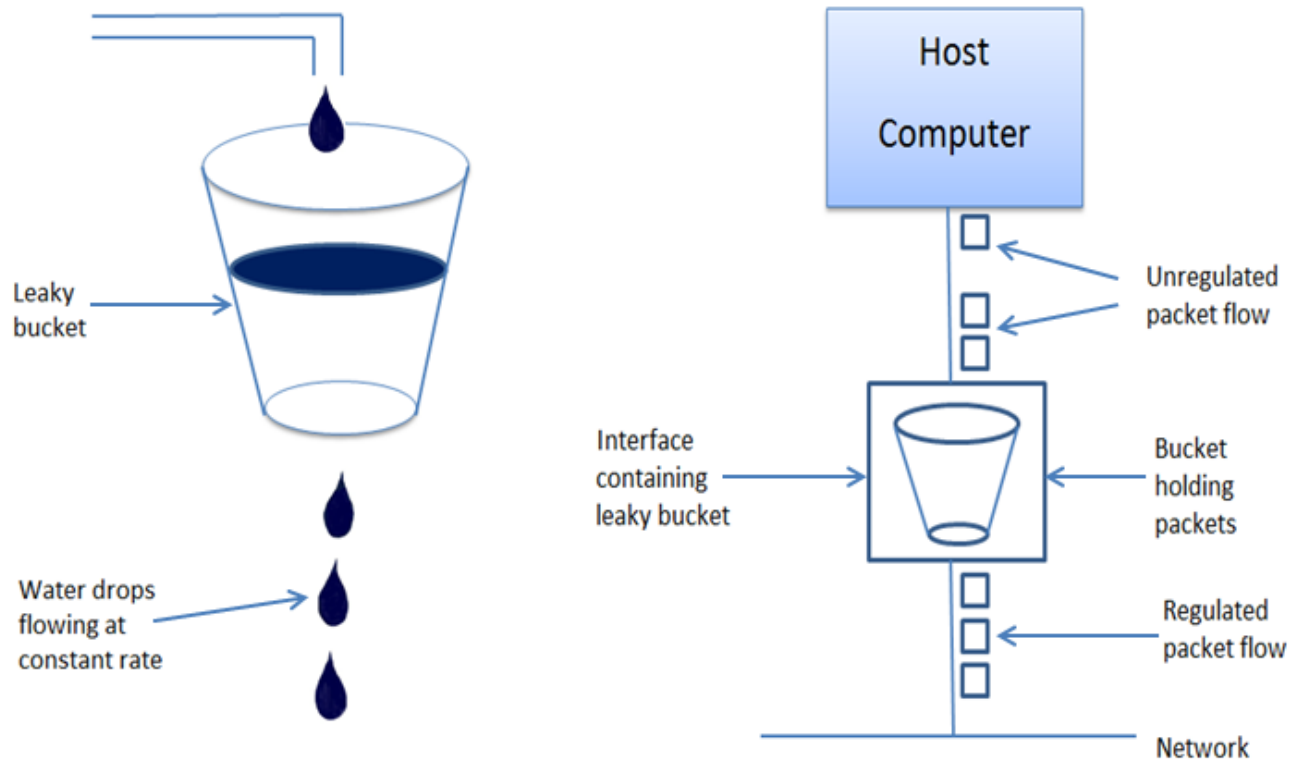 Leaky
bucket
Water drops
flowing at
constant rate
Host
Computer
Unregulated
packet flow
Interface
containing
leaky bucket
Bucket
holding
packets
Regulated
packet flow
Network